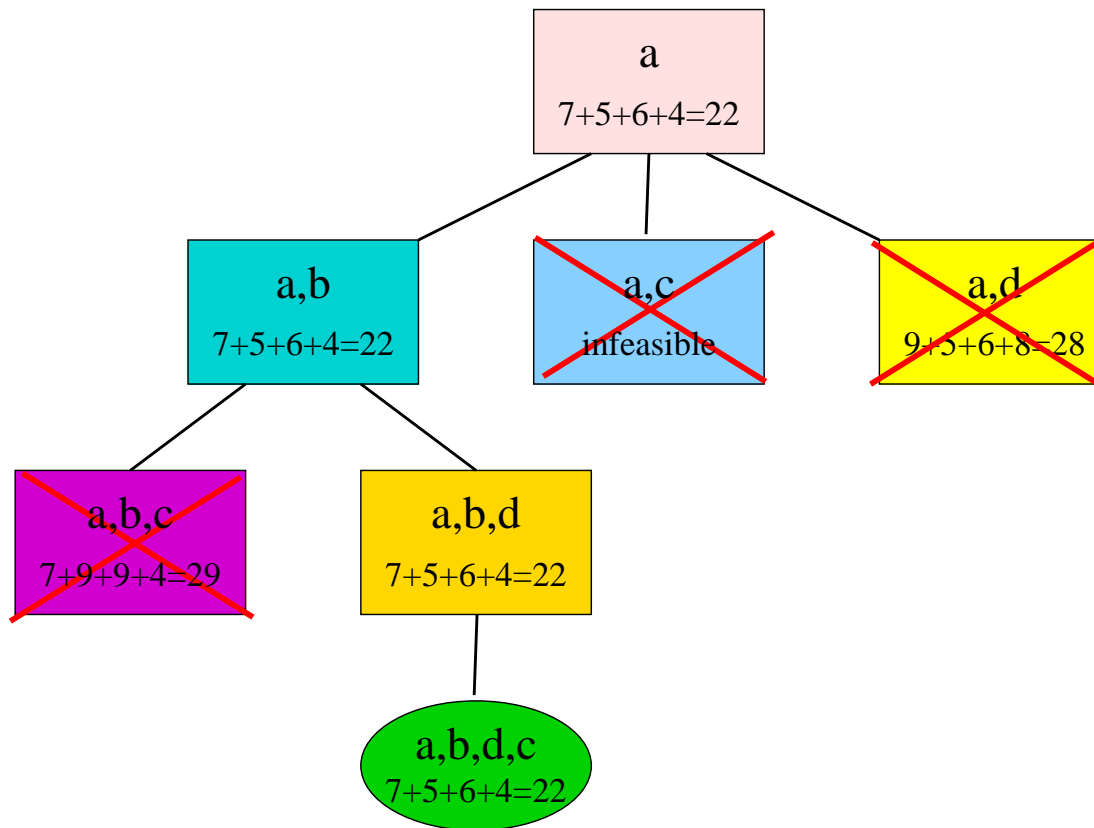 a
7+5+6+4=22
a,b
7+5+6+4=22
a,c
infeasible
a,d
9+5+6+8=28
a,b,c
7+9+9+4=29
a,b,d
7+5+6+4=22
a,b,d,c
7+5+6+4=22